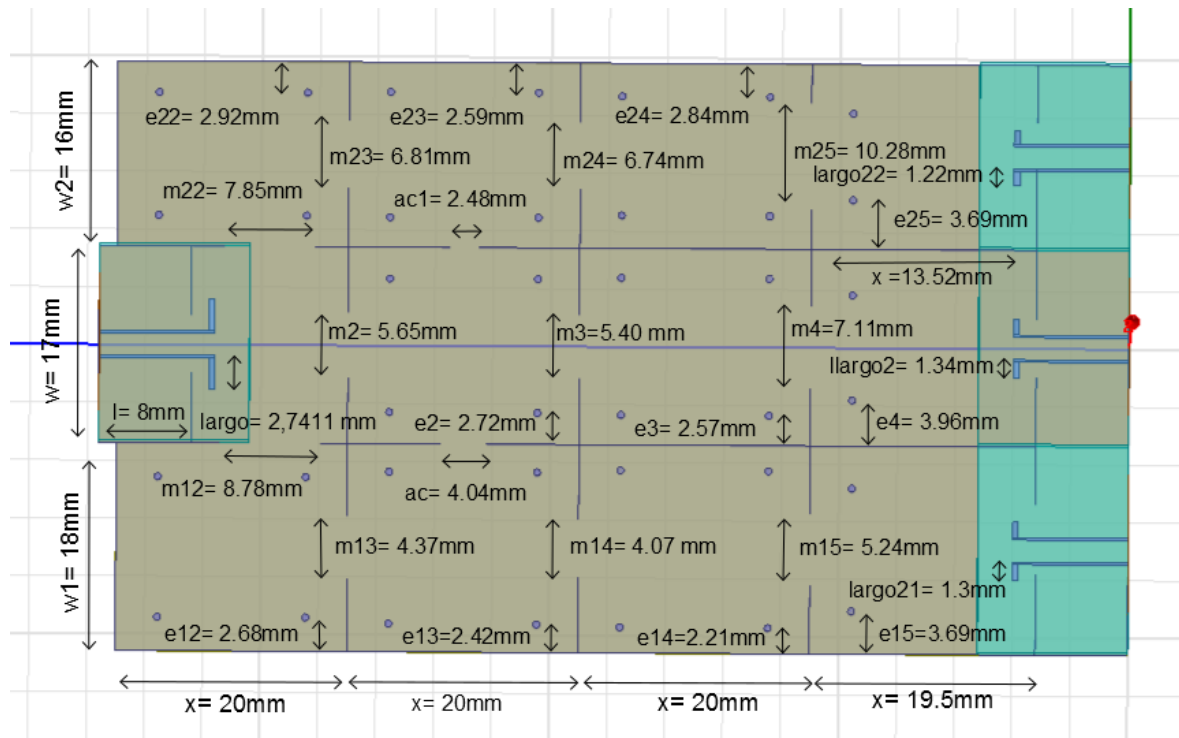 e22= 2.92mm
e23= 2.59mm
e24= 2.84mm
w2= 16mm
m23= 6.81mm
m24= 6.74mm
m25= 10.28mm
largo22= 1.22mm
m22= 7.85mm
ac1= 2.48mm
e25= 3.69mm
x =13.52mm
w= 17mm
m2= 5.65mm
m3= 5.40 mm
m4= 7.11mm
llargo2= 1.34mm
l= 8mm
largo= 2,7411 mm
e2= 2.72mm
e3= 2.57mm
e4= 3.96mm
m12= 8.78mm
ac= 4.04mm
w1= 18mm
m13= 4.37mm
m14= 4.07 mm
m15= 5.24mm
largo21= 1.3mm
e12= 2.68mm
e13= 2.42mm
e14=2.21mm
e15=3.69mm
x= 20mm
x= 20mm
x= 20mm
x= 19.5mm